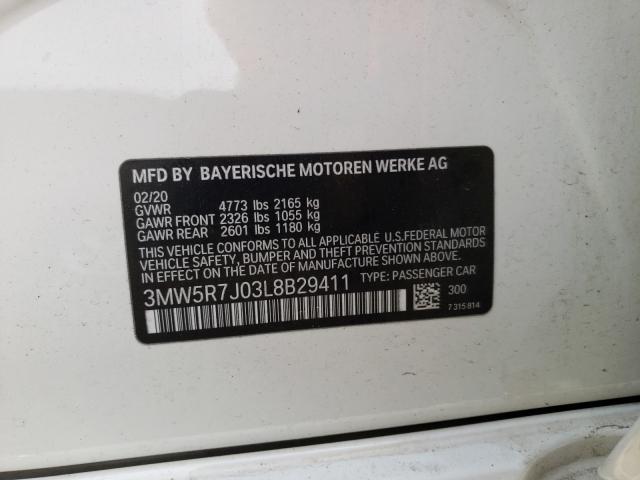 MFD BY BAYERISCHE MOTOREN WERKE AG
02/20
GVWR 4773 lbs 2165 kg
GAWR FRONT 2326 lbs 1055 kg
GAWR REAR 2601 lbs 1180 kg
THIS VEHICLE CONFORMS TO ALL APPLICABLE U.S.FEDERAL MOTOR
VEHICLE SAFETY, BUMPER, AND THEFT PREVENTION STANDARDS
IN EFFECT ON THE DATE OF MANUFACTURE SHOWN ABOVE.
3MW5R7J03L8B29411 TYPE: PASSENGER CAR
300
7 315 814